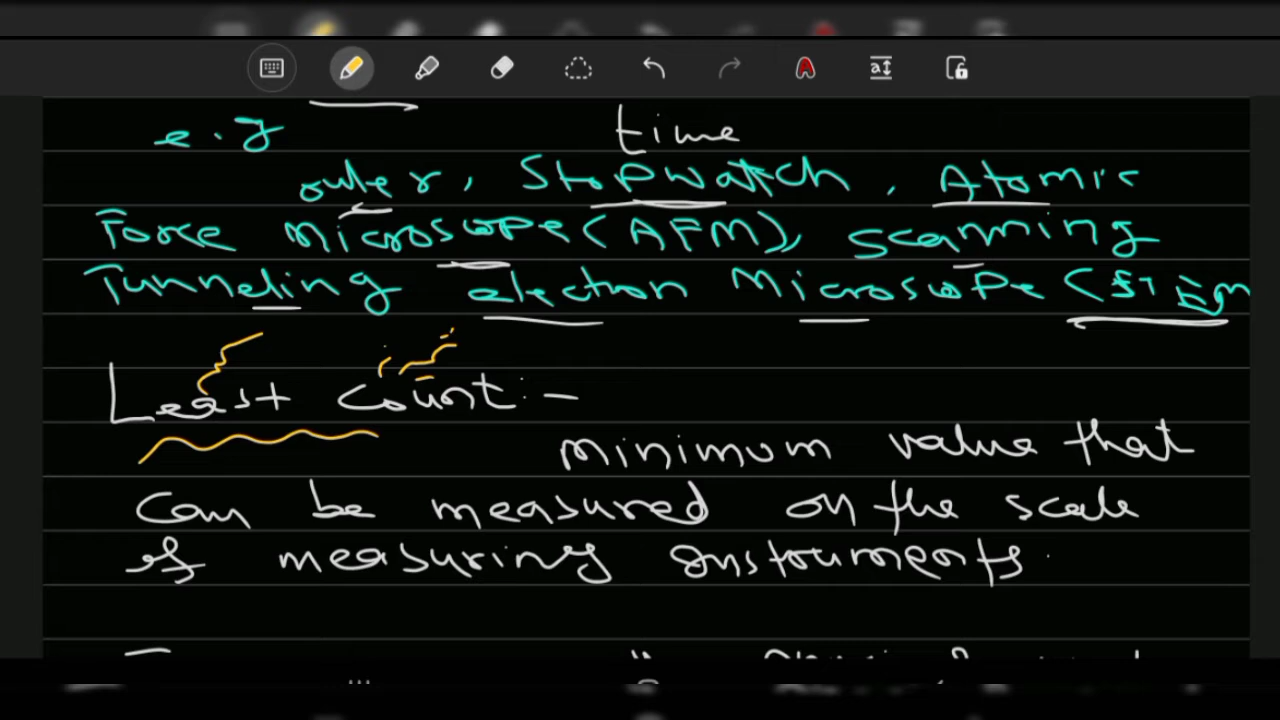 e.g time
ruler, Stopwatch, Atomic
Force Microscope (AFM), scanning
Tunneling electron Microscope (STEM
Least count :-
minimum value that
can be measured on the scale
of measuring instruments.